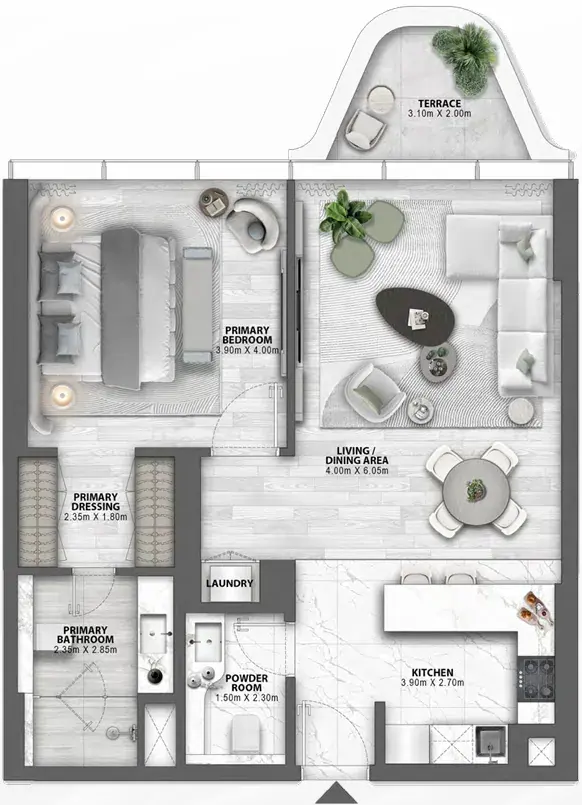 TERRACE
3.10m X 2.00m
PRIMARY
BEDROOM
3.90m X 4.00m
LIVING /
DINING AREA
4.00m X 6.05m
PRIMARY
DRESSING
2.35m X 1.80m
LAUNDRY
PRIMARY
BATHROOM
2.35m X 2.85m
POWDER
ROOM
1.50m X 2.30m
KITCHEN
3.90m X 2.70m